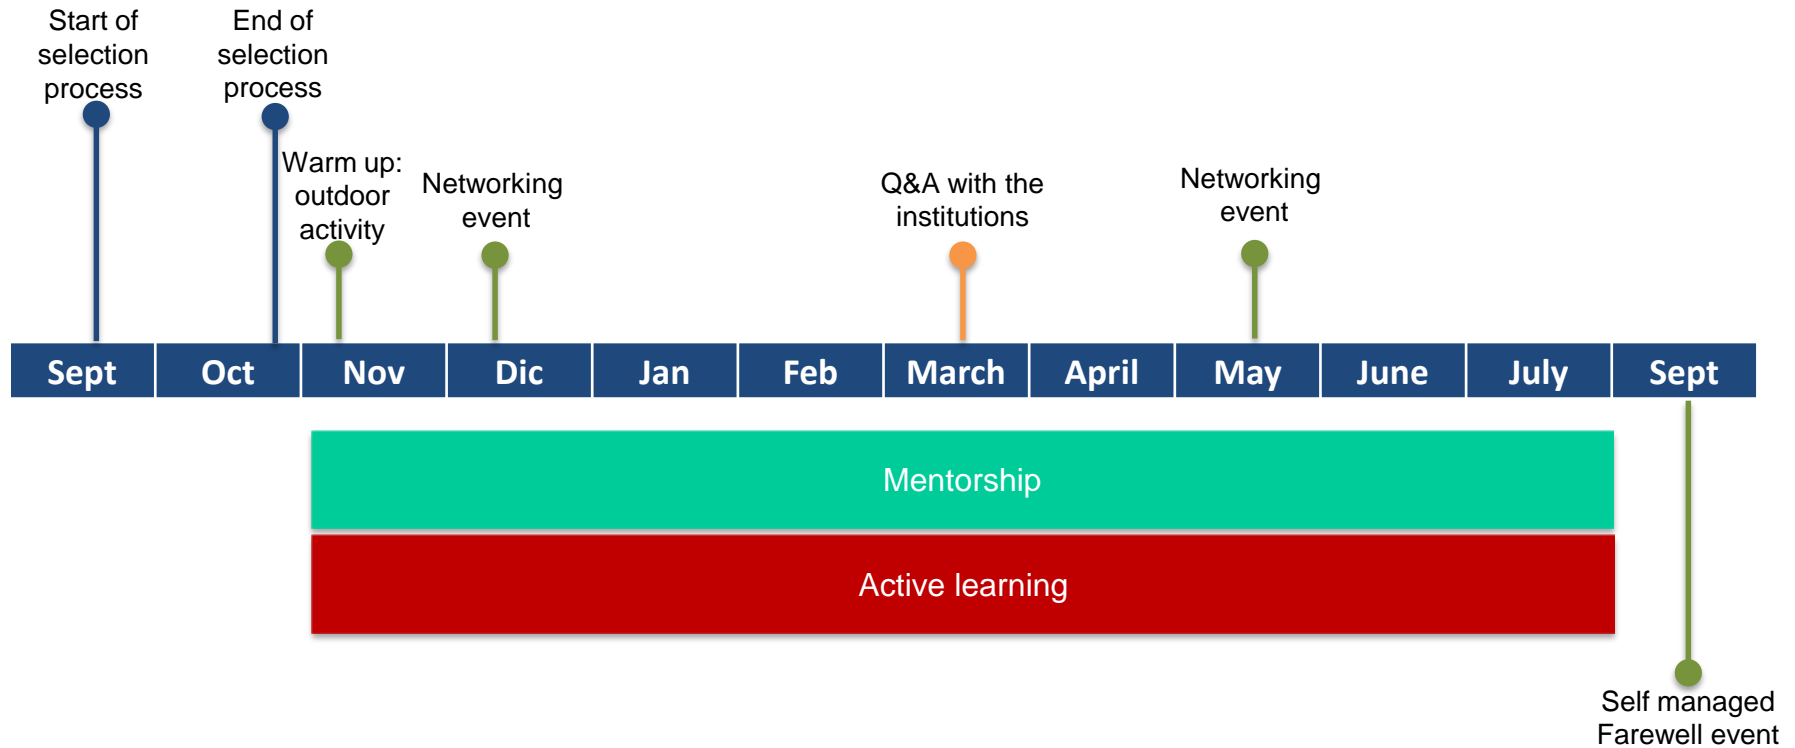 Start of
selection
process
End of
selection
process
Warm up:
outdoor
activity
Networking
event
Q&A with the
institutions
Networking
event
Sept Oct Nov Dic Jan Feb March April May June July Sept
Mentorship
Active learning
Self managed
Farewell event